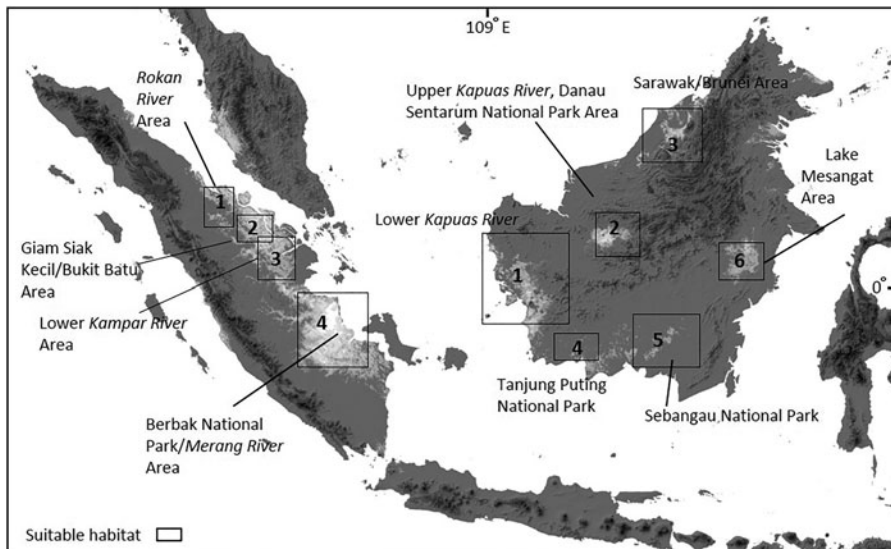 109°E
Rokan
River
Area
Upper Kapuas River, Danau
Sentarum National Park Area
Sarawak/Brunei Area
3
Lake
Mesangat
Area
1
2
3
Giam Siak
Kecil/Bukit Batu
Area
Lower Kapuas River
2
1
6
0°
Lower Kampar River
Area
4
4
5
Tanjung Puting
National Park
Sebangau National Park
Berbak National
Park/Merang River
Area
Suitable habitat